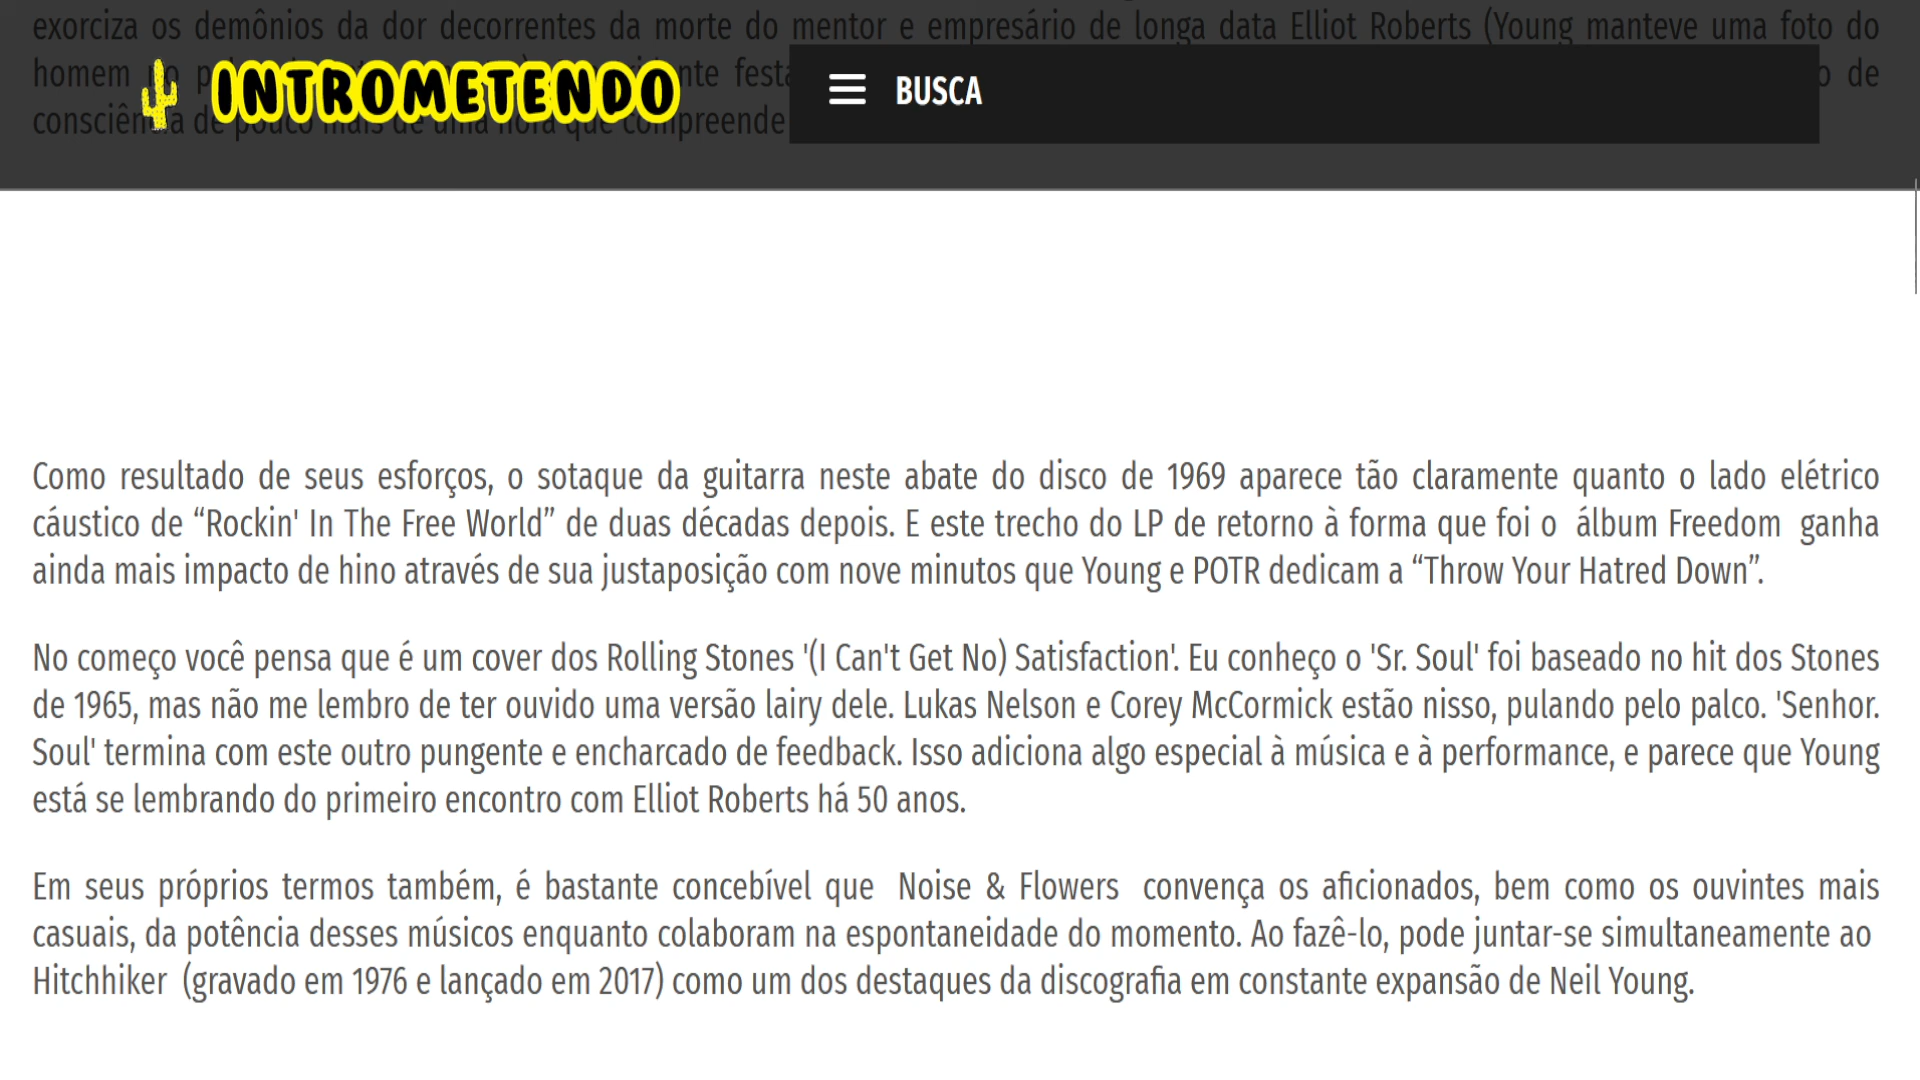 exorciza os demônios da dor decorrentes da morte do mentor e empresário de longa data Elliot Roberts (Young manteve uma foto do
homem
INTROMETENDO
BUSCA
de
consciência de pouco mais de uma hora que compreende
Como resultado de seus esforços, o sotaque da guitarra neste abate do disco de 1969 aparece tão claramente quanto o lado elétrico
cáustico de “Rockin' In The Free World” de duas décadas depois. E este trecho do LP de retorno à forma que foi o álbum Freedom ganha
ainda mais impacto de hino através de sua justaposição com nove minutos que Young e POTR dedicam a “Throw Your Hatred Down”.
No começo você pensa que é um cover dos Rolling Stones '(I Can't Get No) Satisfaction'. Eu conheço o 'Sr. Soul' foi baseado no hit dos Stones
de 1965, mas não me lembro de ter ouvido uma versão lairy dele. Lukas Nelson e Corey McCormick estão nisso, pulando pelo palco. 'Senhor.
Soul' termina com este outro pungente e encharcado de feedback. Isso adiciona algo especial à música e à performance, e parece que Young
está se lembrando do primeiro encontro com Elliot Roberts há 50 anos.
Em seus próprios termos também, é bastante concebível que Noise & Flowers convença os aficionados, bem como os ouvintes mais
casuais, da potência desses músicos enquanto colaboram na espontaneidade do momento. Ao fazê-lo, pode juntar-se simultaneamente ao
Hitchhiker (gravado em 1976 e lançado em 2017) como um dos destaques da discografia em constante expansão de Neil Young.